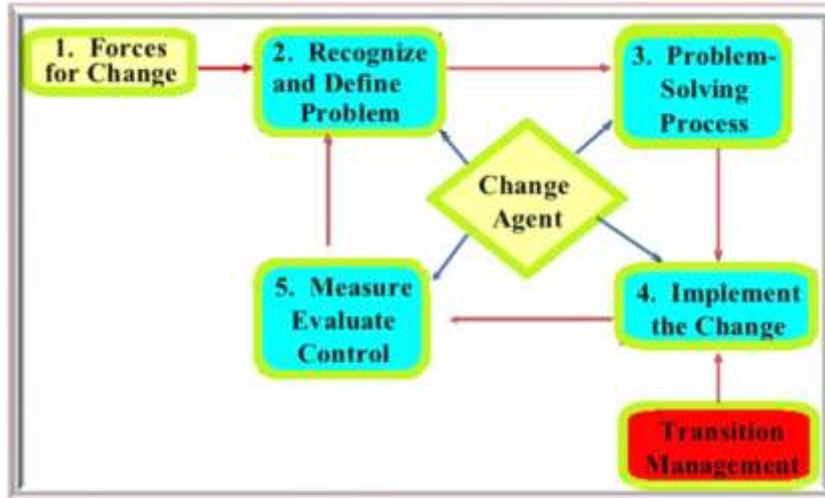 1. Forces
for Change
2. Recognize
and Define
Problem
3. Problem-
Solving
Process
Change
Agent
5. Measure
Evaluate
Control
4. Implement
the Change
Transition
Management